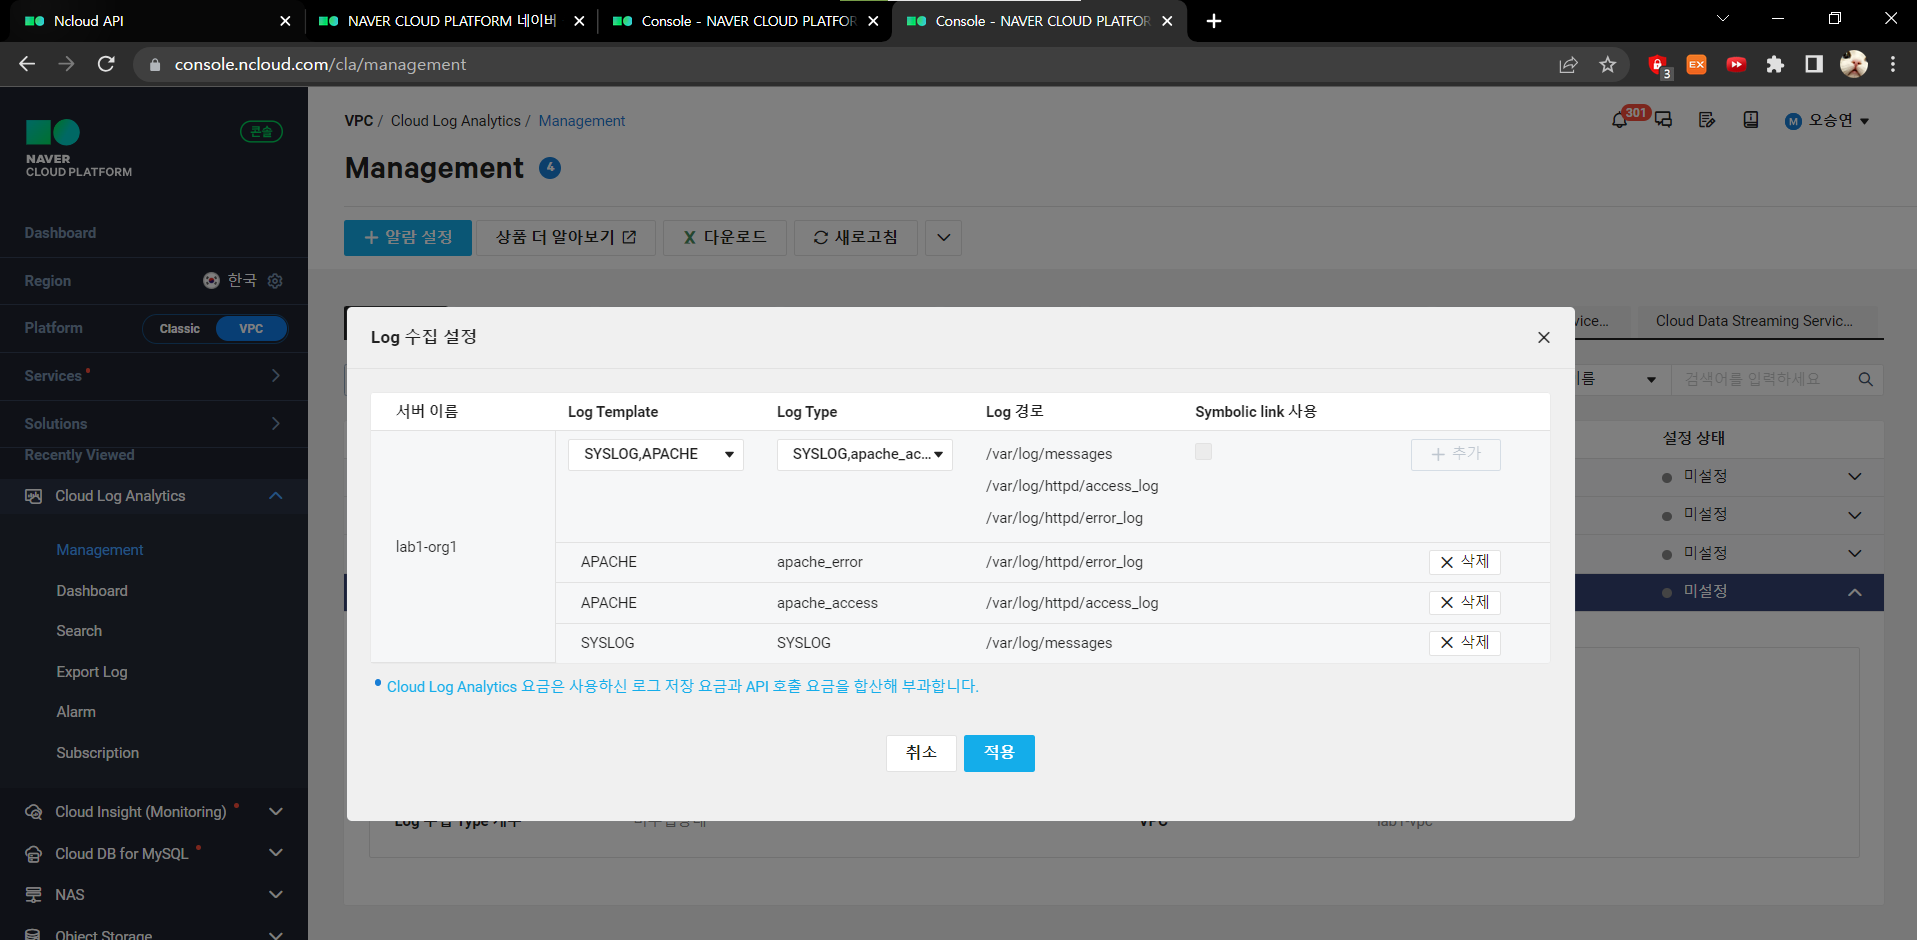 Ncloud API
NAVER CLOUD PLATFORM 네이버
Console - NAVER CLOUD PLATFOR
Console - NAVER CLOUD PLATFOR
console.ncloud.com/cla/management
3
EX
NAVER
CLOUD PLATFORM
콘솔
Dashboard
Region
한국
Platform
Classic
VPC
Services
Solutions
Recently Viewed
Cloud Log Analytics
Management
Dashboard
Search
Export Log
Alarm
Subscription
Cloud Insight (Monitoring)
Cloud DB for MySQL
NAS
Object Storage
VPC / Cloud Log Analytics / Management
301
M 오승연
Management 4
+ 알람 설정
상품 더 알아보기
X 다운로드
새로고침
vice...
Cloud Data Streaming Servic...
이름
검색어를 입력하세요
설정 상태
미설정
미설정
미설정
미설정
Log 수집 설정
서버 이름 Log Template Log Type Log 경로 Symbolic link 사용
SYSLOG,APACHE SYSLOG,apache_ac... /var/log/messages + 추가
/var/log/httpd/access_log
/var/log/httpd/error_log
lab1-org1
APACHE apache_error /var/log/httpd/error_log 삭제
APACHE apache_access /var/log/httpd/access_log 삭제
SYSLOG SYSLOG /var/log/messages 삭제
Cloud Log Analytics 요금은 사용하신 로그 저장 요금과 API 호출 요금을 합산해 부과합니다.
취소
적용
Log 수집 Type 개수
VPC
lab1-vpc